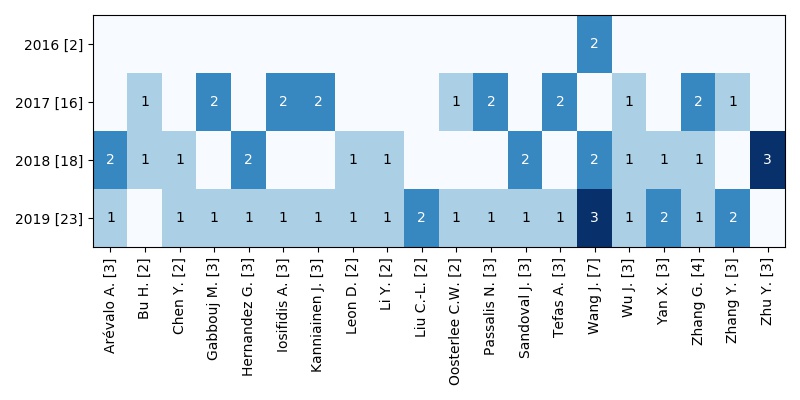 2016 [2] 2
2017 [16] 1 2 2 2 1 2 2 1 2 1
2018 [18] 2 1 1 2 1 1 2 2 1 1 1 3
2019 [23] 1 1 1 1 1 1 1 1 2 1 1 1 1 3 1 2 1 2
Arévalo A. [3]
Bu H. [2]
Chen Y. [2]
Gabbouj M. [3]
Hernandez G. [3]
Iosifidis A. [3]
Kanniainen J. [3]
Leon D. [2]
Li Y. [2]
Liu C.-L. [2]
Oosterlee C.W. [2]
Passalis N. [3]
Sandoval J. [3]
Tefas A. [3]
Wang J. [7]
Wu J. [3]
Yan X. [3]
Zhang G. [4]
Zhang Y. [3]
Zhu Y. [3]